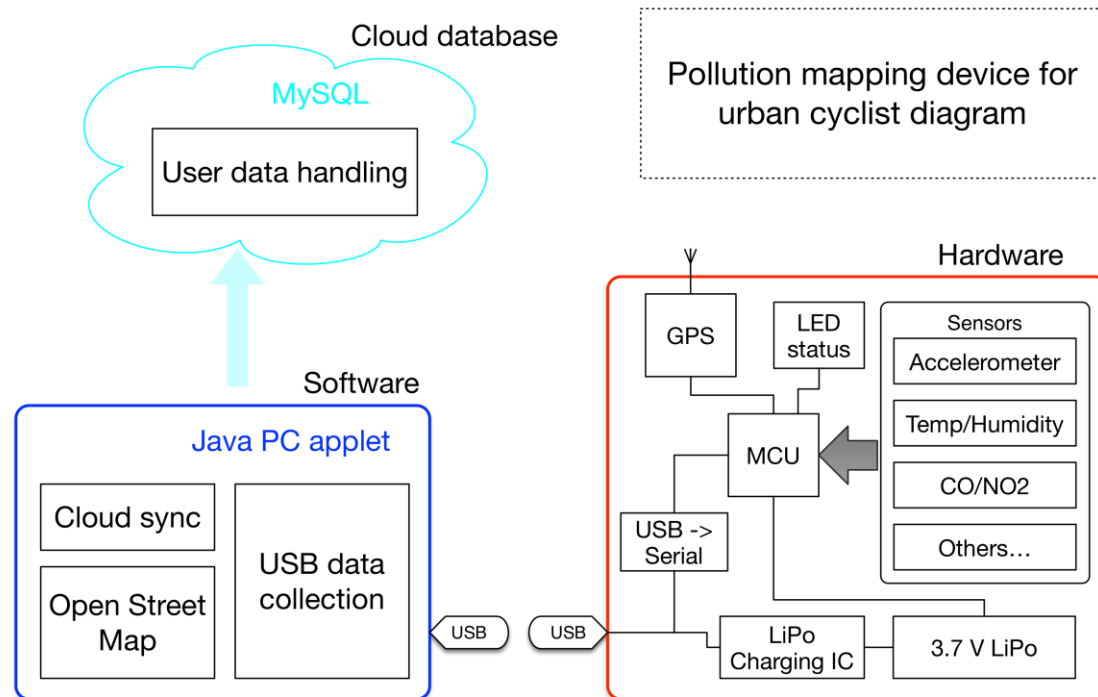 Cloud database
MySQL
User data handling
Pollution mapping device for
urban cyclist diagram
Software
Java PC applet
Cloud sync
Open Street
Map
USB data
collection
USB
USB
Hardware
GPS
LED
status
MCU
USB ->
Serial
Sensors
Accelerometer
Temp/Humidity
CO/NO2
Others…
LiPo
Charging IC
3.7 V LiPo